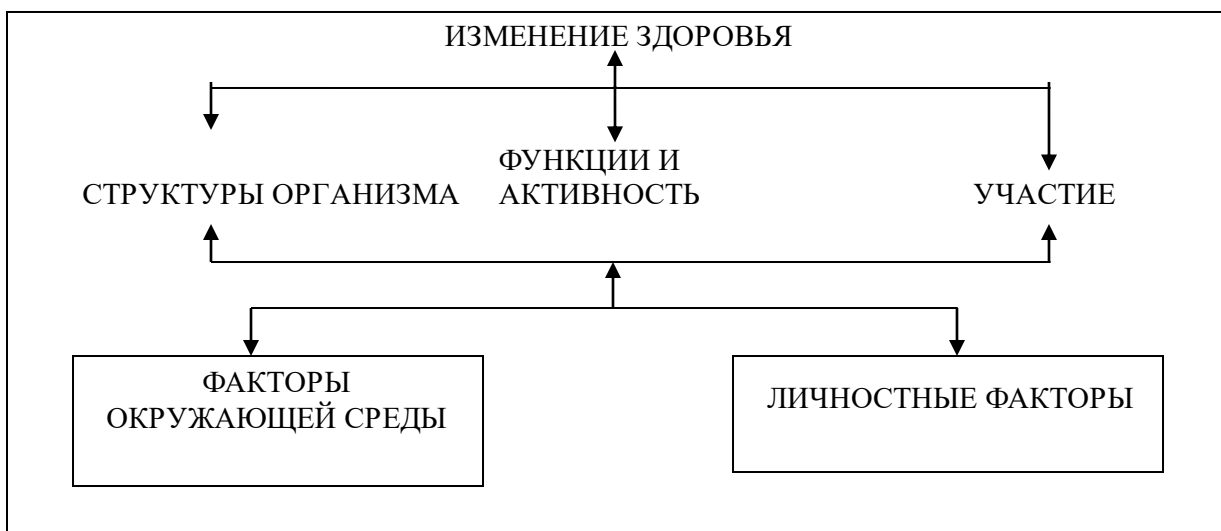 ИЗМЕНЕНИЕ ЗДОРОВЬЯ
ФУНКЦИИ И
СТРУКТУРЫ ОРГАНИЗМА АКТИВНОСТЬ УЧАСТИЕ
ФАКТОРЫ
ОКРУЖАЮЩЕЙ СРЕДЫ
ЛИЧНОСТНЫЕ ФАКТОРЫ